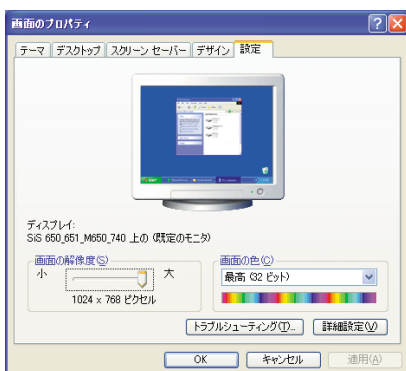 画面のプロパティ
テーマ デスクトップ スクリーン セーバー デザイン 設定
ディスプレイ:
SiS 650_651_M650_740 上の (既定のモニタ)
画面の解像度(S) 画面の色(C)
小 大 最高 (32 ビット)
1024 x 768 ピクセル
トラブルシューティング(T)... 詳細設定(V)
OK キャンセル 適用(A)